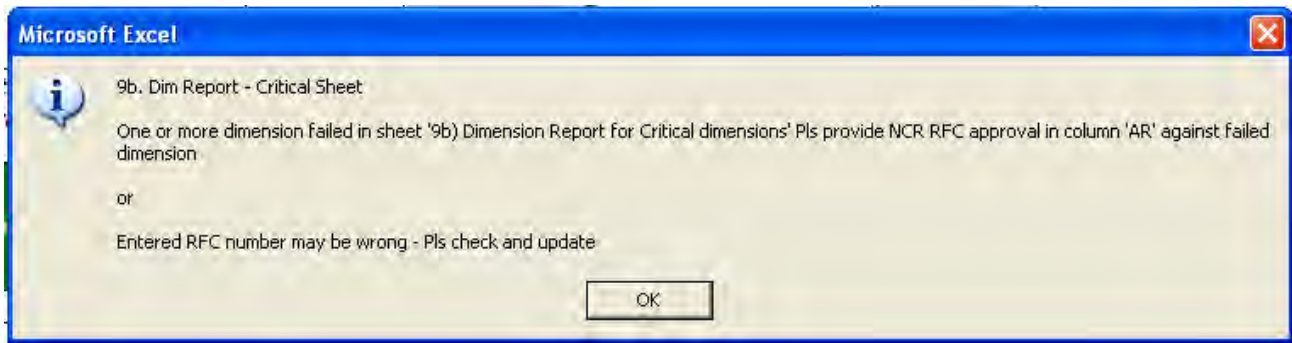 Microsoft Excel
9b. Dim Report - Critical Sheet
One or more dimension failed in sheet '9b) Dimension Report for Critical dimensions' Pls provide NCR RFC approval in column 'AR' against failed
dimension
or
Entered RFC number may be wrong - Pls check and update
OK